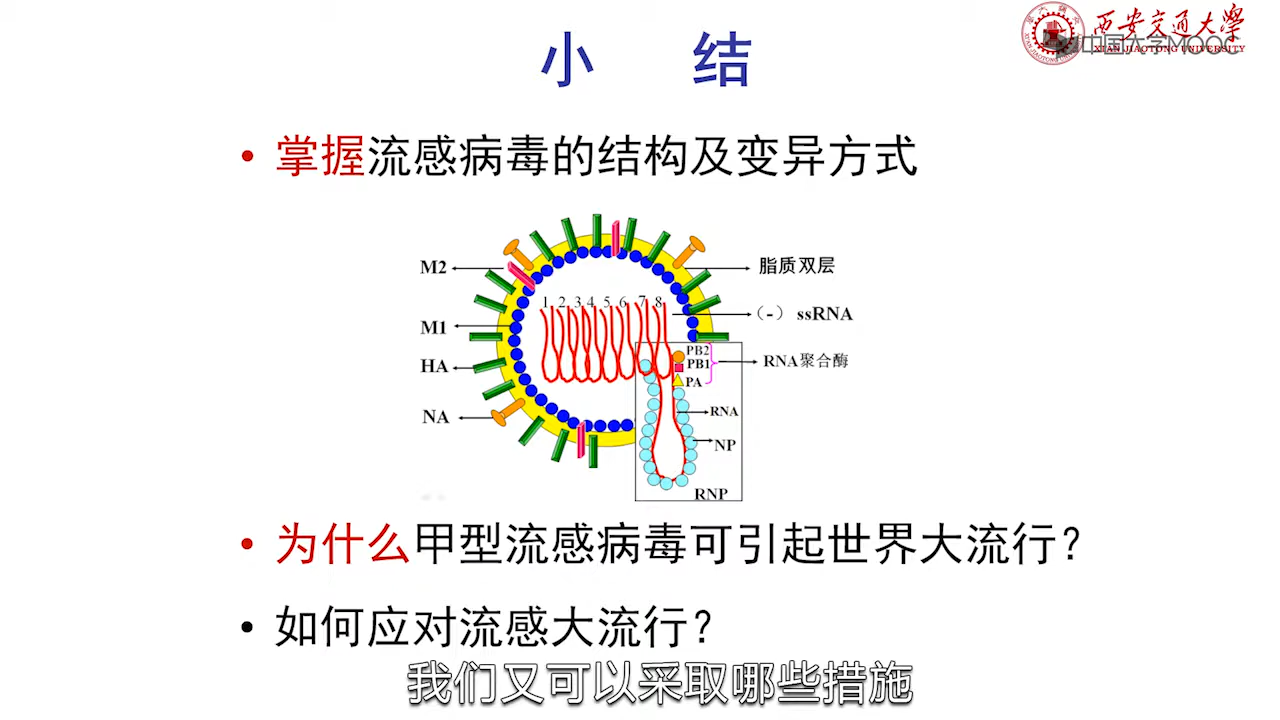 西安交通大学
XIAN JIAOTONG UNIVERSITY
中国大学MOOC
小 结
• 掌握流感病毒的结构及变异方式
M2
脂质双层
1 2 3 4 5 6 7 8
(-) ssRNA
M1
PB2
PB1
RNA聚合酶
HA
PA
RNA
NA
NP
RNP
• 为什么甲型流感病毒可引起世界大流行?
• 如何应对流感大流行?
我们又可以采取哪些措施